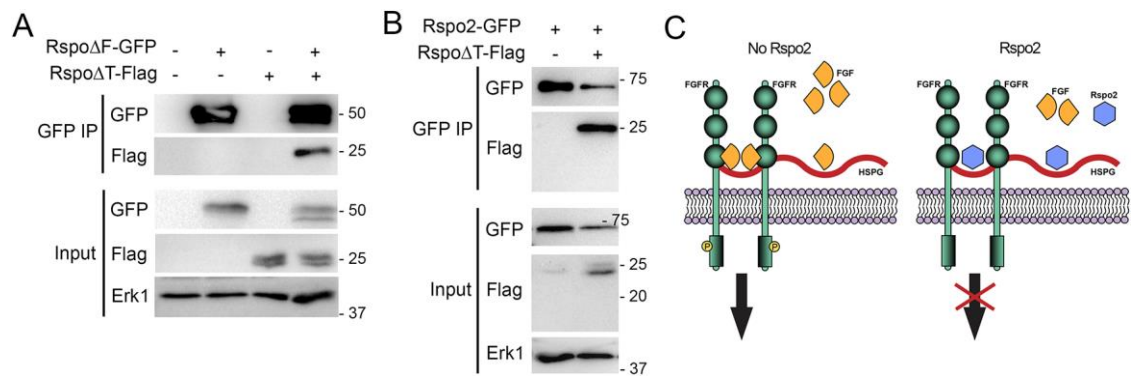 A
RspoΔF-GFP - + - +
RspoΔT-Flag - - + +
GFP IP
GFP - 50
Flag - 25
Input
GFP - 50
Flag - 25
Erk1 - 37
B
Rspo2-GFP + +
RspoΔT-Flag - +
GFP IP
GFP - 75
Flag - 25
Input
GFP - 75
Flag - 25
- 20
Erk1 - 37
C
No Rspo2
FGFR FGFR FGF
HSPG
P P
Rspo2
FGFR FGFR FGF Rspo2
HSPG